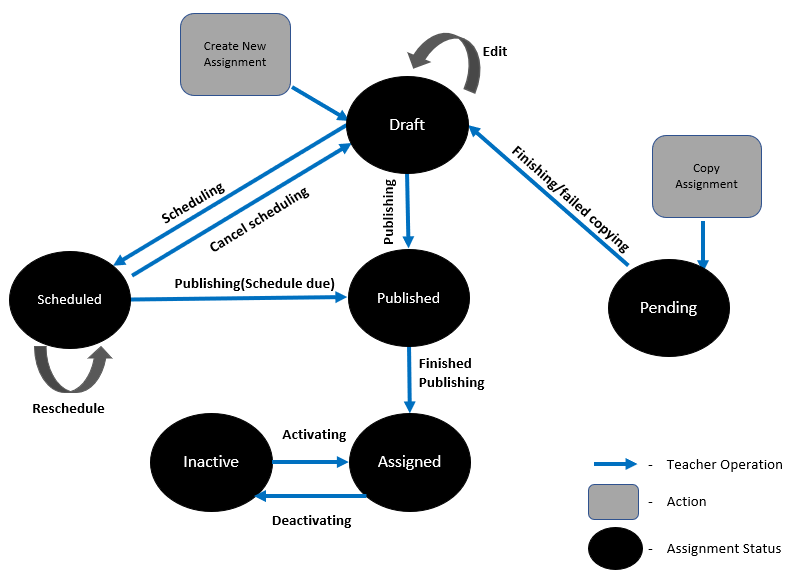 Create New
Assignment
Edit
Draft
Copy
Assignment
Finishing/failed copying
Scheduling
Cancel scheduling
Publishing
Publishing(Schedule due)
Scheduled
Published
Pending
Reschedule
Finished
Publishing
Inactive
Activating
Assigned
Deactivating
- Teacher Operation
- Action
- Assignment Status